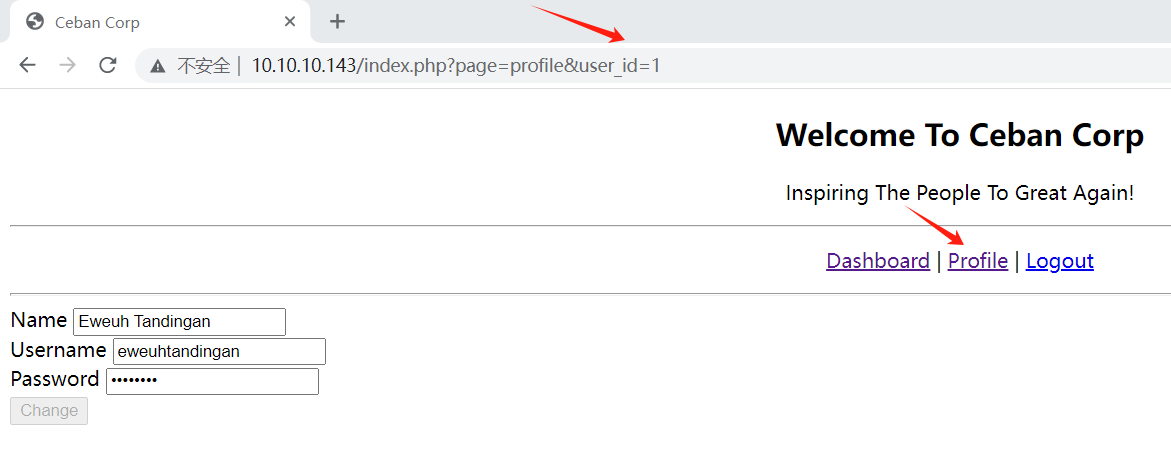 Ceban Corp
不安全 | 10.10.10.143/index.php?page=profile&user_id=1
Welcome To Ceban Corp
Inspiring The People To Great Again!
Dashboard | Profile | Logout
Name Eweuh Tandingan
Username eweuhtandingan
Password ••••••••
Change